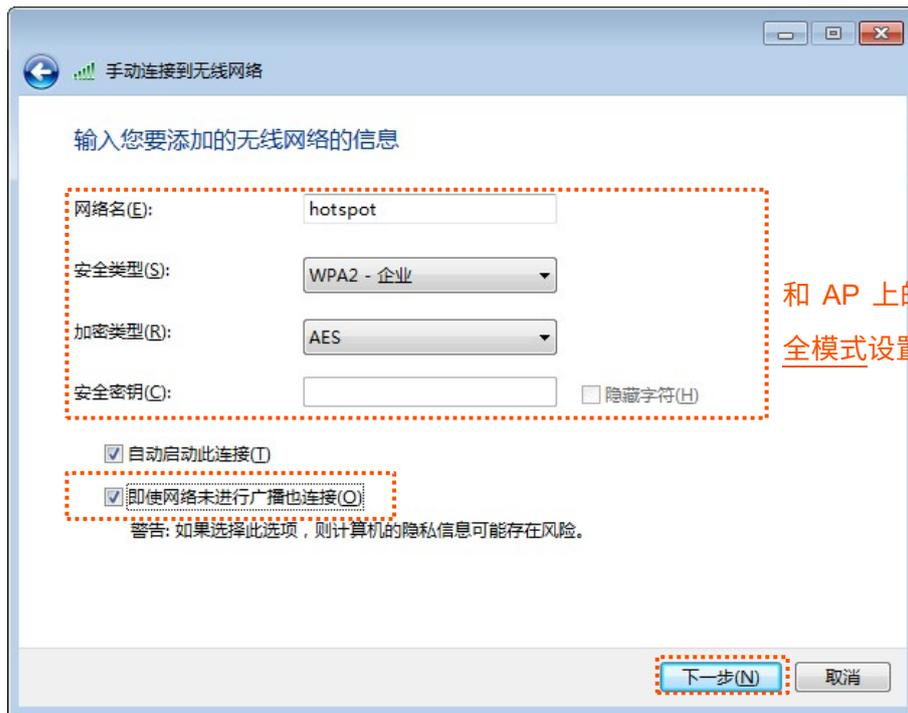 手动连接到无线网络
输入您要添加的无线网络的信息
网络名(E):
hotspot
安全类型(S):
WPA2 - 企业
加密类型(R):
AES
安全密钥(C):
隐藏字符(H)
和 AP 上的
全模式设置
自动启动此连接(T)
即使网络未进行广播也连接(O)
警告: 如果选择此选项，则计算机的隐私信息可能存在风险。
下一步(N)
取消